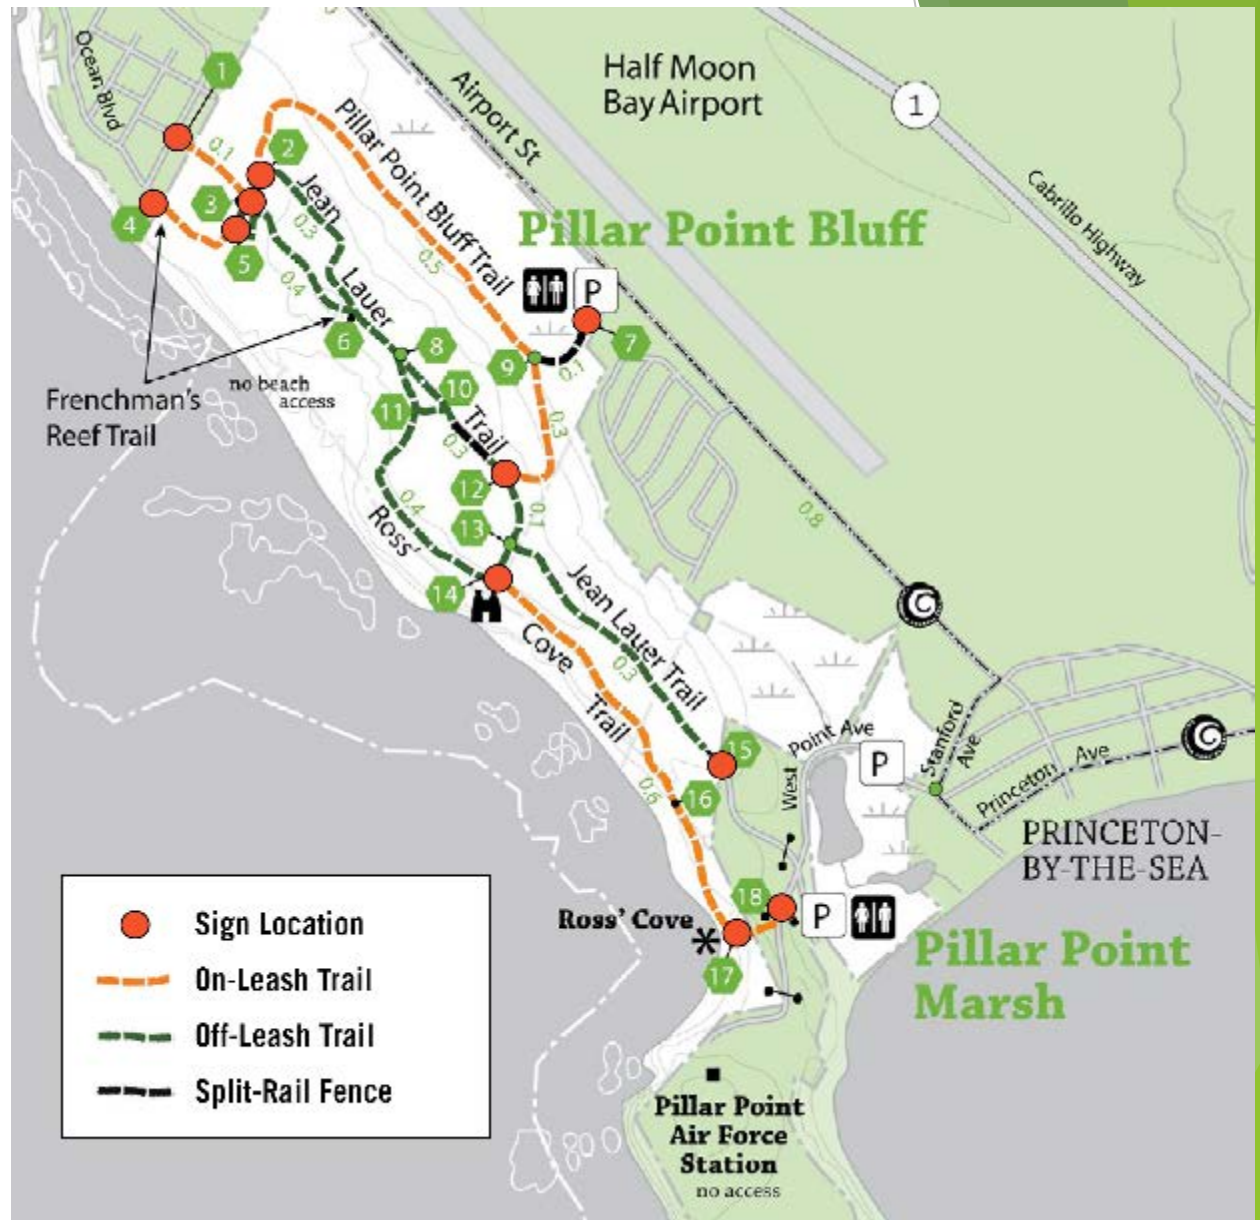 Ocean Blvd
1
0.1
2
3
4
5
Pillar Point Bluff Trail
0.5
Airport St
Half Moon
Bay Airport
1
Cabrillo Highway
Pillar Point Bluff
Jean
0.3
Lauer
0.4
6
P
7
0.1
8
9
10
11
Trail
0.3
0.3
12
Frenchman's
Reef Trail
no beach
access
0.4
Ross'
0.1
13
14
0.8
C
Jean Lauer Trail
0.3
Cove
Trail
0.6
15
16
West
Point Ave
P
Stanford
Ave
Princeton Ave
C
PRINCETON-
BY-THE-SEA
18
P
Ross' Cove
*
17
Pillar Point
Marsh
Sign Location
On-Leash Trail
Off-Leash Trail
Split-Rail Fence
Pillar Point
Air Force
Station
no access